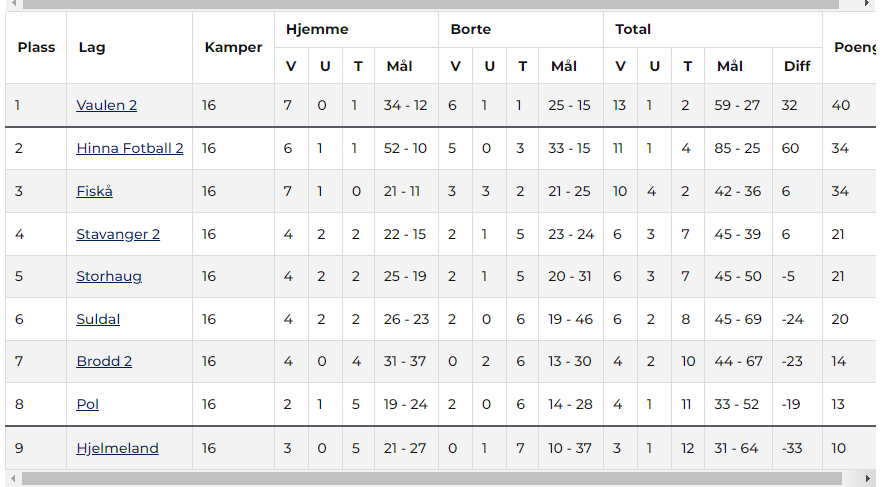 Plass Lag Kamper Hjemme Borte Total Poeng
V U T Mål V U T Mål V U T Mål Diff
1 Vaulen 2 16 7 0 1 34 - 12 6 1 1 25 - 15 13 1 2 59 - 27 32 40
2 Hinna Fotball 2 16 6 1 1 52 - 10 5 0 3 33 - 15 11 1 4 85 - 25 60 34
3 Fiskå 16 7 1 0 21 - 11 3 3 2 21 - 25 10 4 2 42 - 36 6 34
4 Stavanger 2 16 4 2 2 22 - 15 2 1 5 23 - 24 6 3 7 45 - 39 6 21
5 Storhaug 16 4 2 2 25 - 19 2 1 5 20 - 31 6 3 7 45 - 50 -5 21
6 Suldal 16 4 2 2 26 - 23 2 0 6 19 - 46 6 2 8 45 - 69 -24 20
7 Brodd 2 16 4 0 4 31 - 37 0 2 6 13 - 30 4 2 10 44 - 67 -23 14
8 Pol 16 2 1 5 19 - 24 2 0 6 14 - 28 4 1 11 33 - 52 -19 13
9 Hjelmeland 16 3 0 5 21 - 27 0 1 7 10 - 37 3 1 12 31 - 64 -33 10